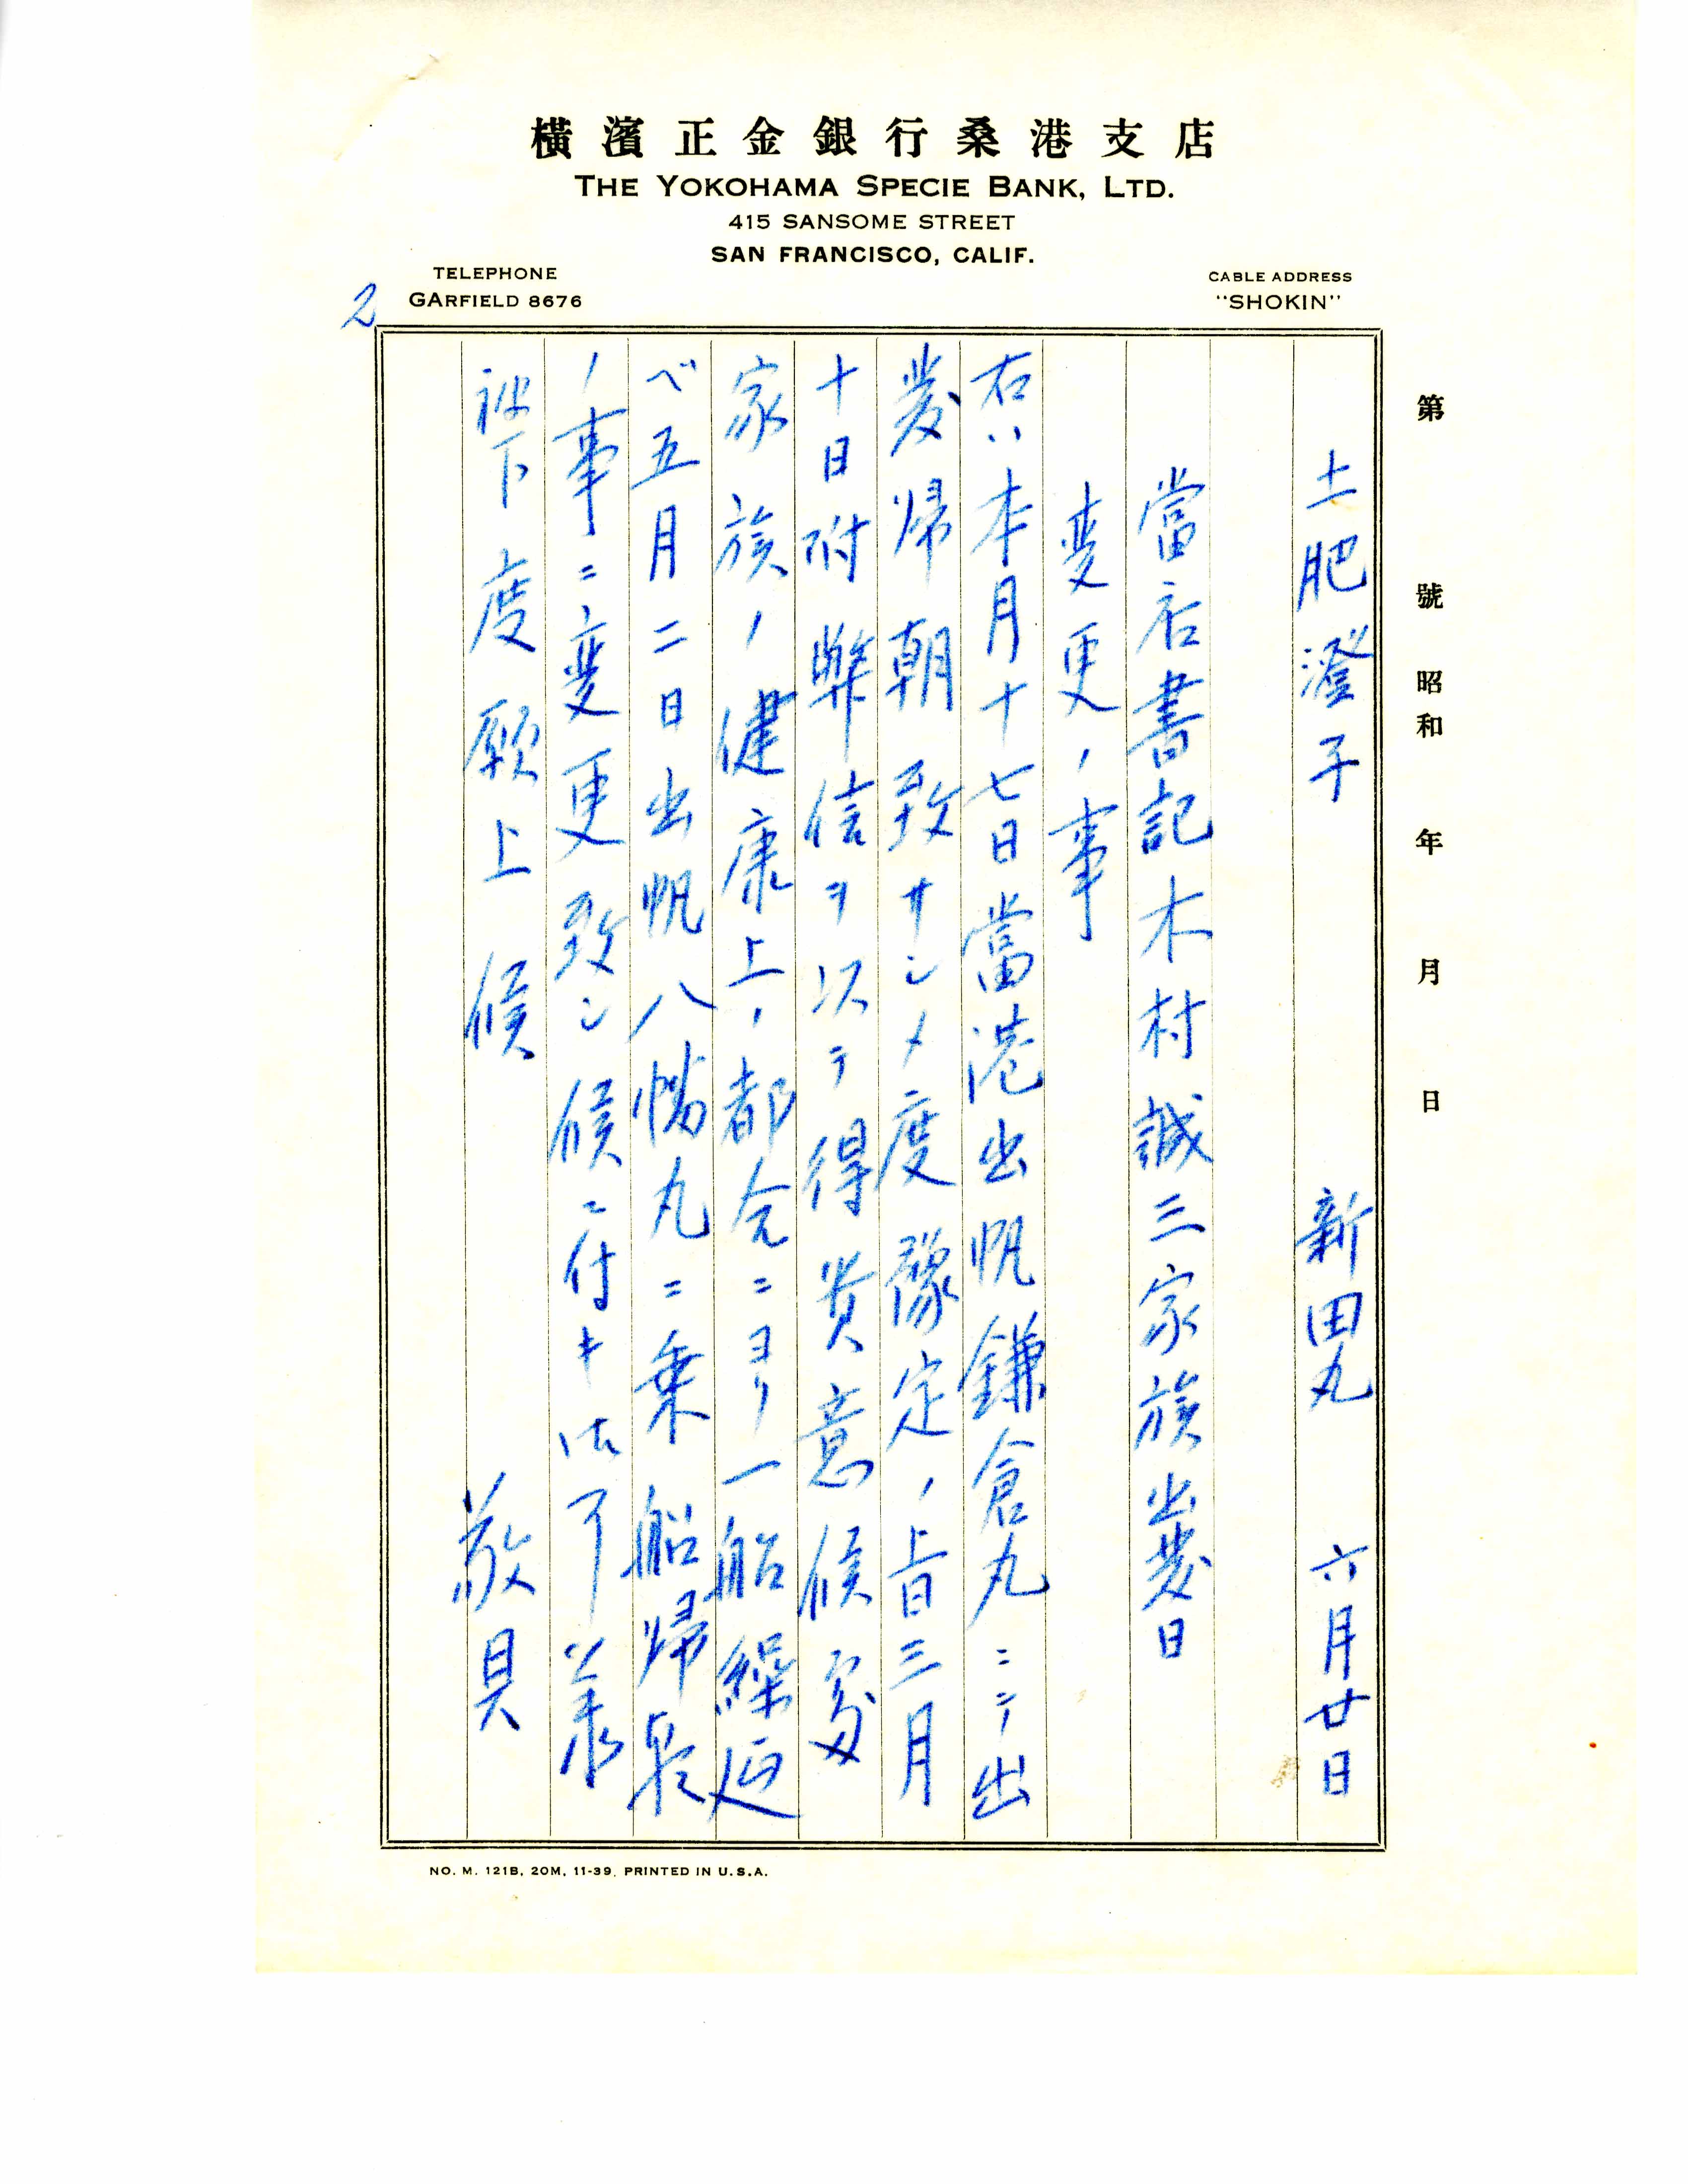 橫濱正金銀行桑港支店
THE YOKOHAMA SPECIE BANK, LTD.
415 SANSOME STREET
SAN FRANCISCO, CALIF.
TELEPHONE
GARFIELD 8676
CABLE ADDRESS
"SHOKIN"
2
第 號 昭和 年 月 日
土肥澄子 新田丸 六月廿日
當店書記木村誠三家族出發日
變更ノ事
右ハ本月十七日當港出帆鎌倉丸ニテ出
發帰朝致サシメ度豫定ノ旨三月
十日附弊信ヲ以テ得貴意候處
家族ノ健康上ノ都合ニヨリ一船繰延
べ五月二日出帆八幡丸ニ乗船帰朝
ノ事ニ変更致シ候ニ付キ御了承
被下度願上候 敬具
NO. M. 121B, 20M, 11-39, PRINTED IN U.S.A.